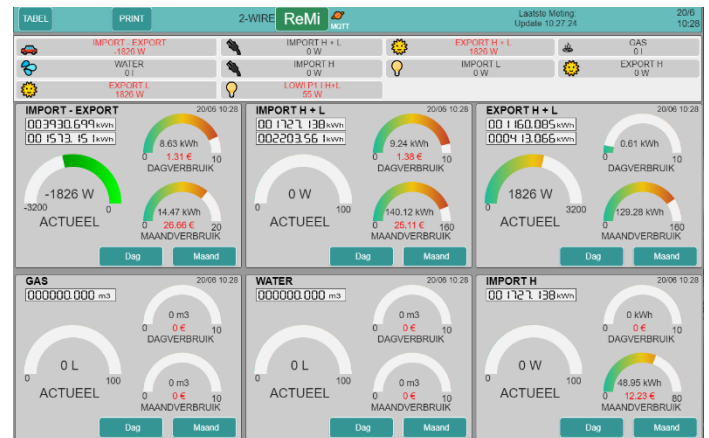 TABEL PRINT 2-WIRE ReMi MQTT Laatste Meting: 20/6
Update 10:27:24 10:28
IMPORT - EXPORT IMPORT H + L EXPORT H + L GAS
-1826 W 0 W -1826 W 0 l
WATER IMPORT H IMPORT L EXPORT H
0 l 0 W 0 W 0 W
EXPORT L LOW! P1 I H+L
1826 W 55 W
IMPORT - EXPORT 20/06 10:28 IMPORT H + L 20/06 10:28 EXPORT H + L 20/06 10:28
003930.699 kWh 001727.138 kWh 001160.085 kWh
001573.151 kWh 002203.561 kWh 000413.066 kWh
8.63 kWh 9.24 kWh 0.61 kWh
0 1.31 € 10 0 1.38 € 10 0 10
DAGVERBRUIK DAGVERBRUIK DAGVERBRUIK
-1826 W 0 W 1826 W
-3200 0 0 100 0 3200
ACTUEEL ACTUEEL ACTUEEL
14.47 kWh 140.12 kWh 129.28 kWh
0 26.66 € 20 0 25.11 € 160 0 160
MAANDVERBRUIK MAANDVERBRUIK MAANDVERBRUIK
Dag Maand Dag Maand Dag Maand
GAS 20/06 10:28 WATER 20/06 10:28 IMPORT H 20/06 10:28
000000.000 m3 000000.000 m3 001727.138 kWh
0 m3 0 m3 0 kWh
0 0 € 10 0 0 € 10 0 0 € 10
DAGVERBRUIK DAGVERBRUIK DAGVERBRUIK
0 L 0 L 0 W
0 100 0 100 0 100
ACTUEEL ACTUEEL ACTUEEL
0 m3 0 m3 48.95 kWh
0 0 € 10 0 0 € 10 0 12.23 € 80
MAANDVERBRUIK MAANDVERBRUIK MAANDVERBRUIK
Dag Maand Dag Maand Dag Maand